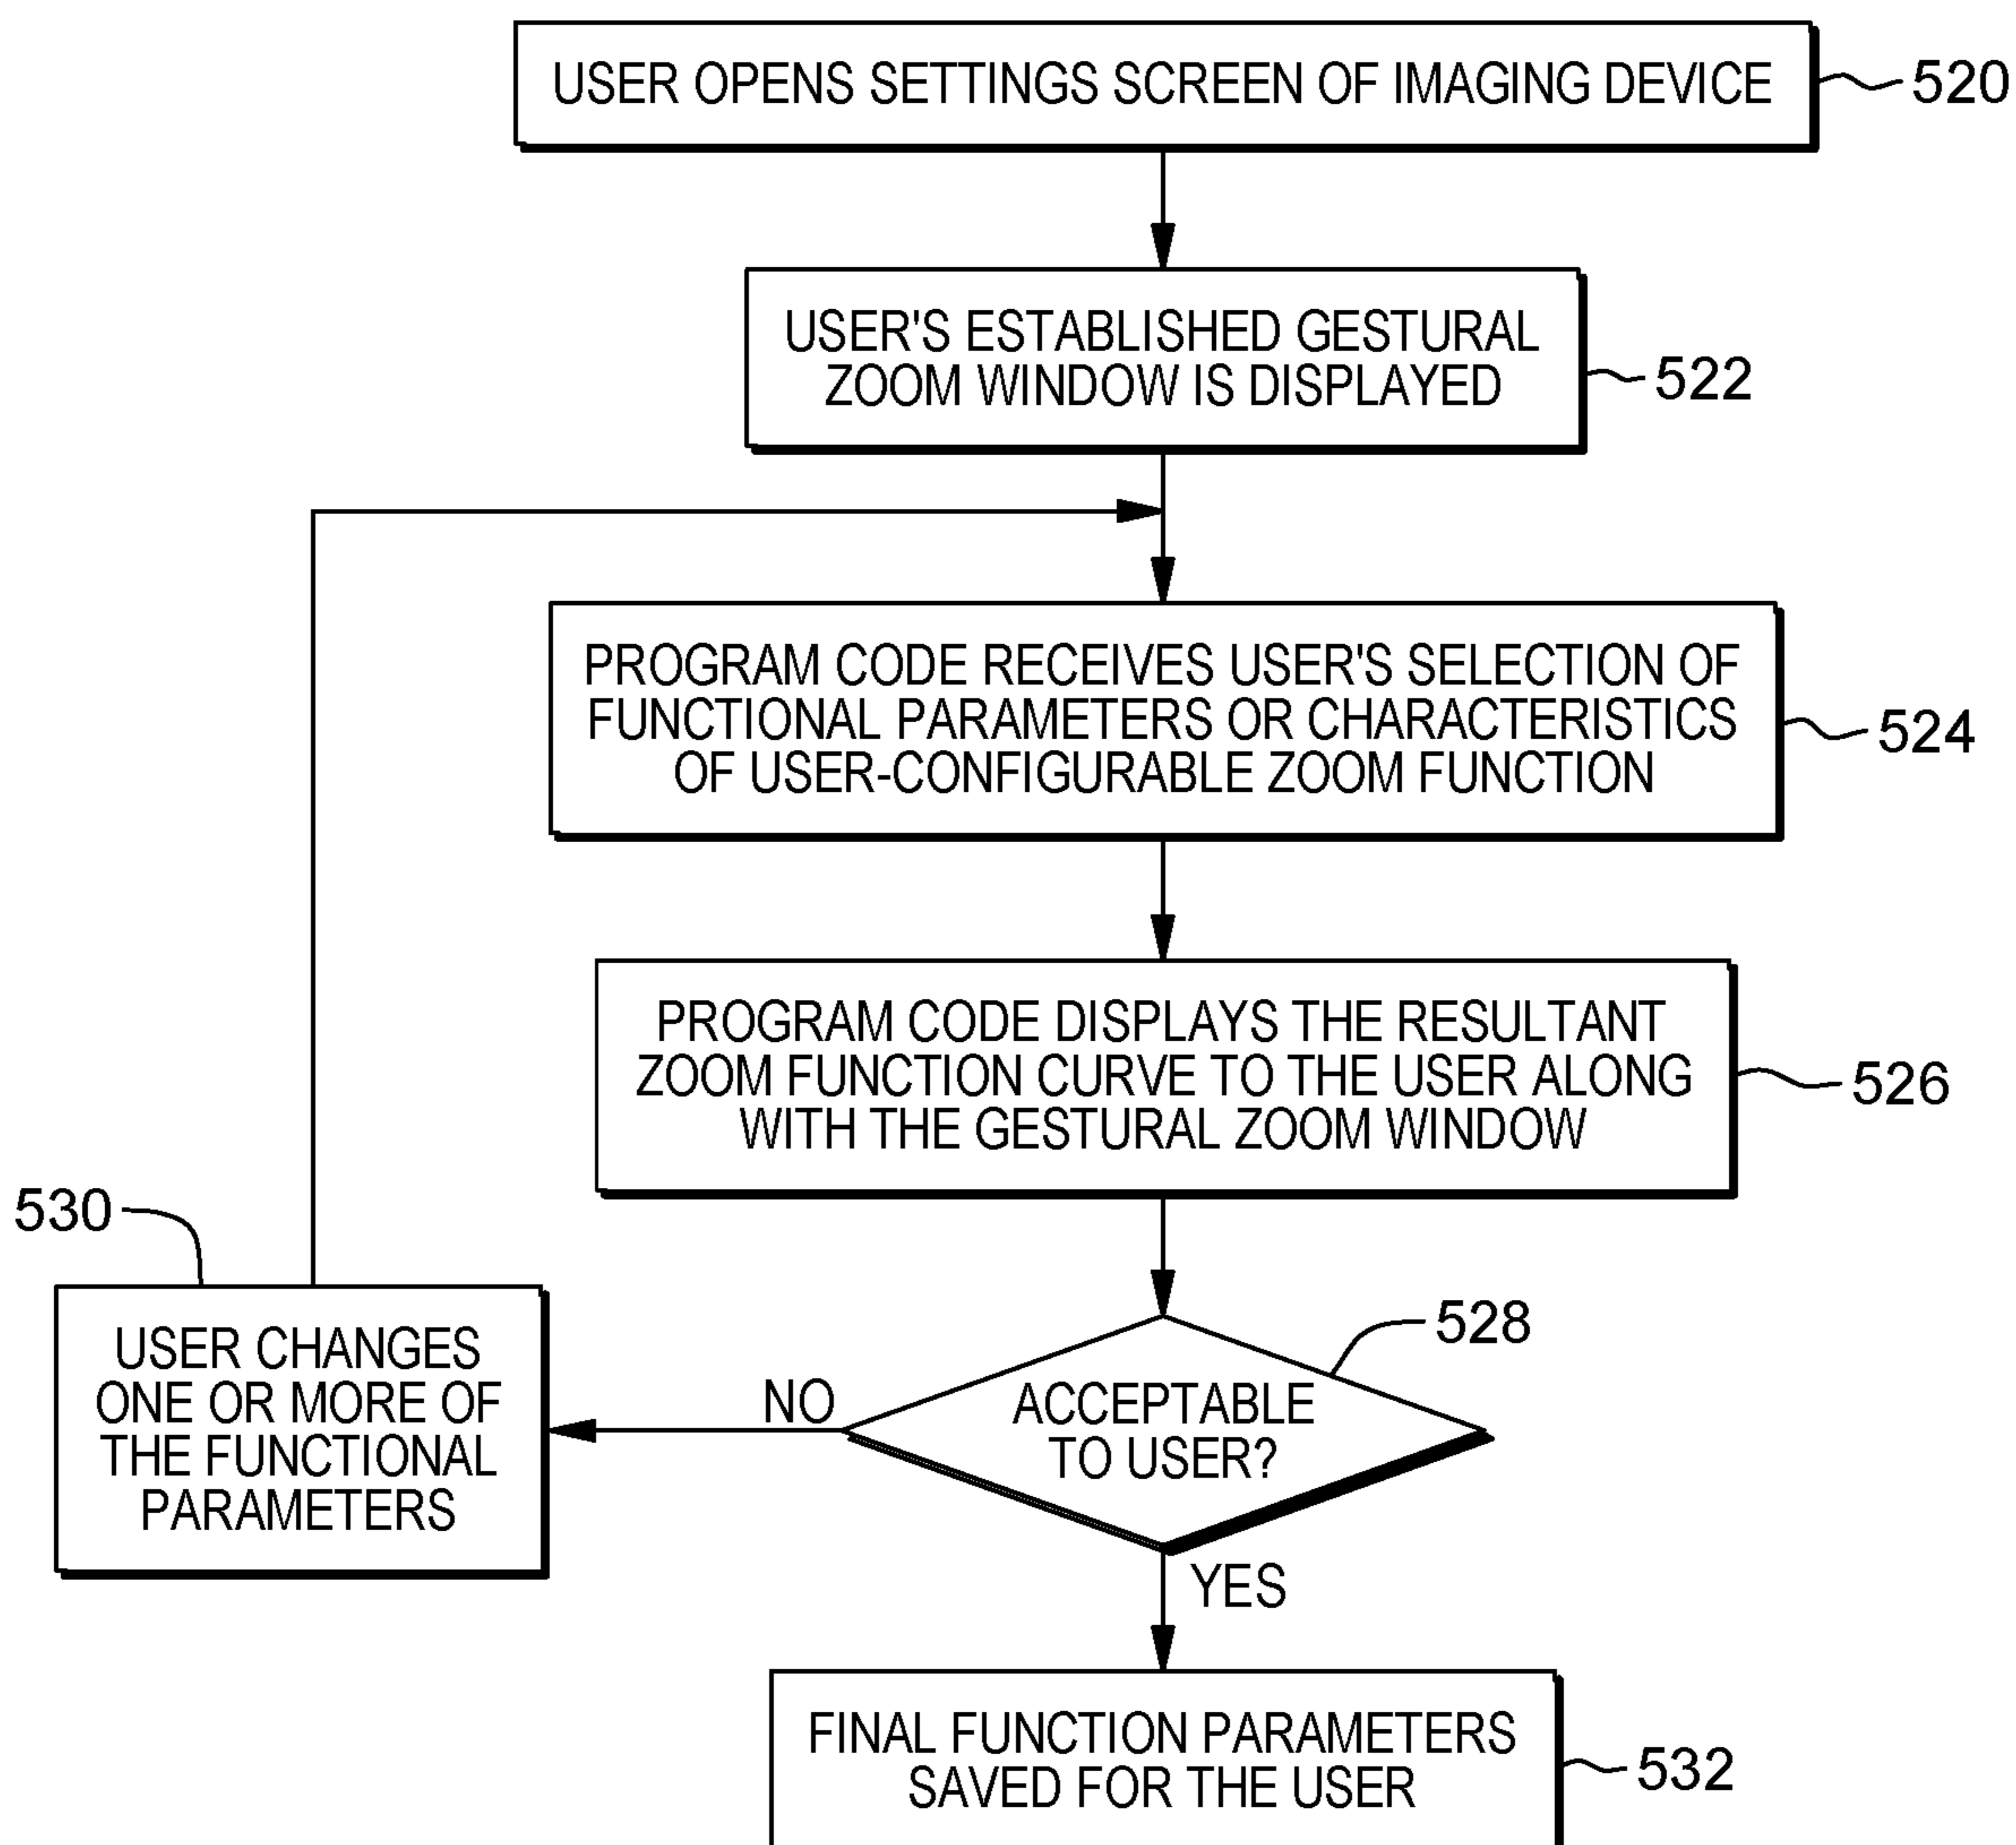 USER OPENS SETTINGS SCREEN OF IMAGING DEVICE
520
USER'S ESTABLISHED GESTURAL
ZOOM WINDOW IS DISPLAYED
522
PROGRAM CODE RECEIVES USER'S SELECTION OF
FUNCTIONAL PARAMETERS OR CHARACTERISTICS
OF USER-CONFIGURABLE ZOOM FUNCTION
524
PROGRAM CODE DISPLAYS THE RESULTANT
ZOOM FUNCTION CURVE TO THE USER ALONG
WITH THE GESTURAL ZOOM WINDOW
526
ACCEPTABLE
TO USER?
528
NO
530
USER CHANGES
ONE OR MORE OF
THE FUNCTIONAL
PARAMETERS
YES
FINAL FUNCTION PARAMETERS
SAVED FOR THE USER
532